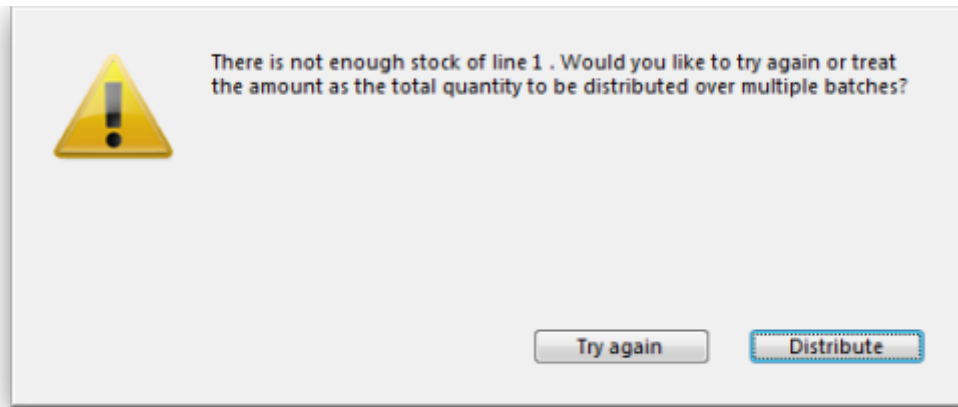 There is not enough stock of line 1 . Would you like to try again or treat
the amount as the total quantity to be distributed over multiple batches?
Try again
Distribute